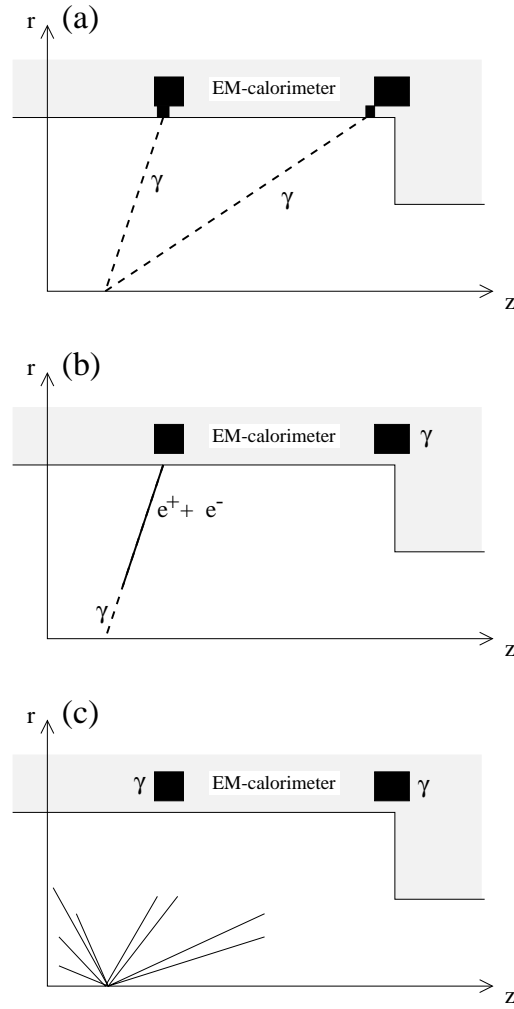 r (a)
EM-calorimeter
γ
γ
z
r (b)
EM-calorimeter γ
e+ + e-
γ
z
r (c)
γ EM-calorimeter γ
z